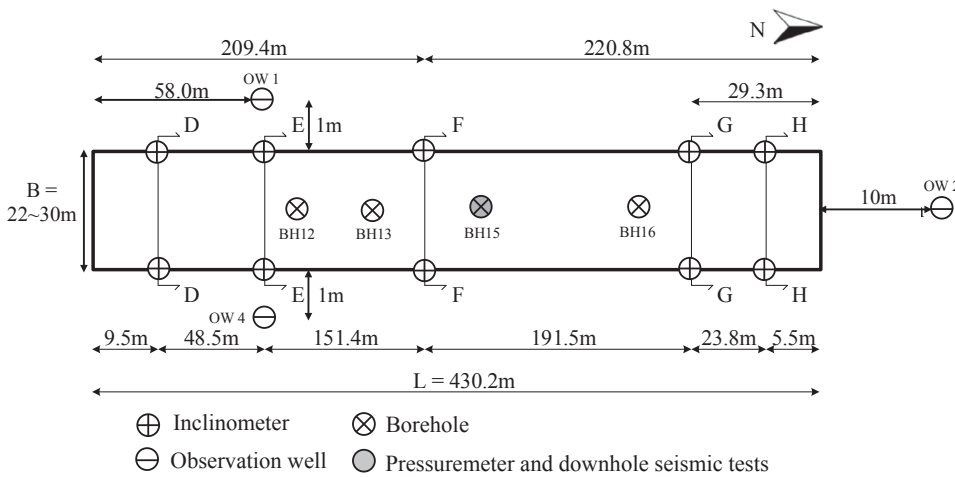 N
209.4m
220.8m
OW 1
58.0m
29.3m
1m
D
E
F
G
H
B =
22~30m
10m
OW 2
BH12
BH13
BH15
BH16
D
E
1m
F
G
H
OW 4
9.5m
48.5m
151.4m
191.5m
23.8m
5.5m
L = 430.2m
Inclinometer
Borehole
Observation well
Pressuremeter and downhole seismic tests